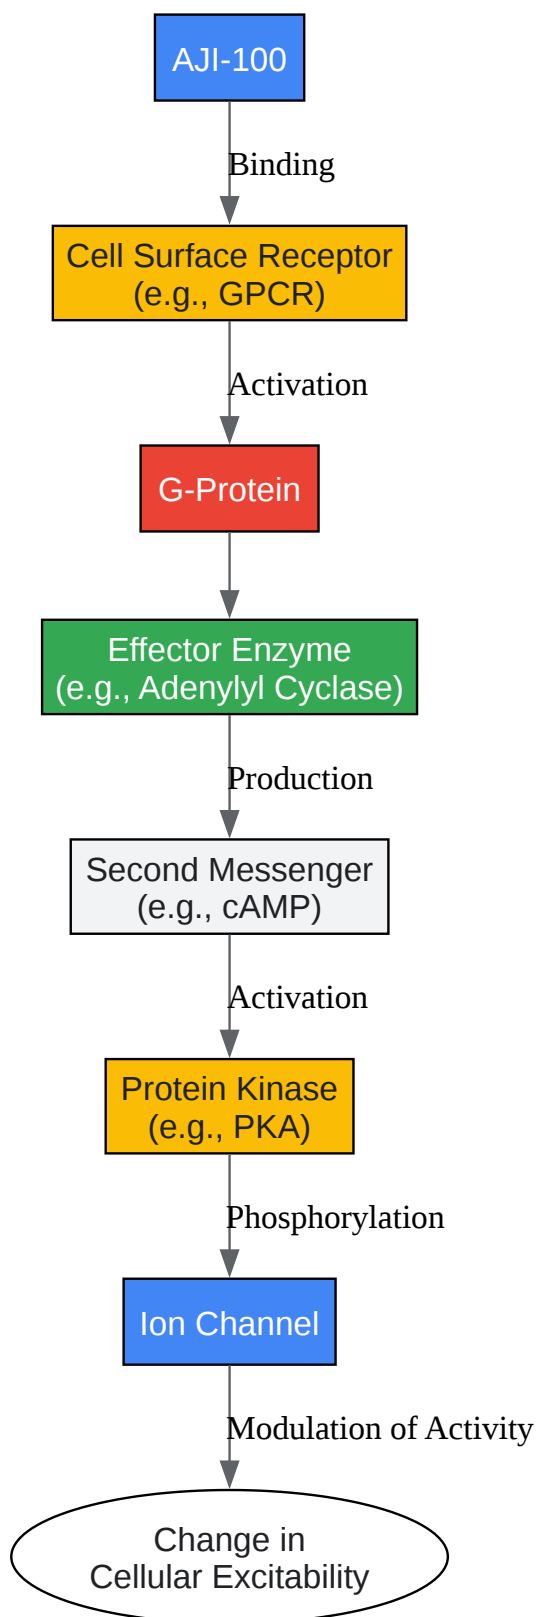 AJI-100
Binding
Cell Surface Receptor
(e.g., GPCR)
Activation
G-Protein
Effector Enzyme
(e.g., Adenylyl Cyclase)
Production
Second Messenger
(e.g., cAMP)
Activation
Protein Kinase
(e.g., PKA)
Phosphorylation
Ion Channel
Modulation of Activity
Change in
Cellular Excitability